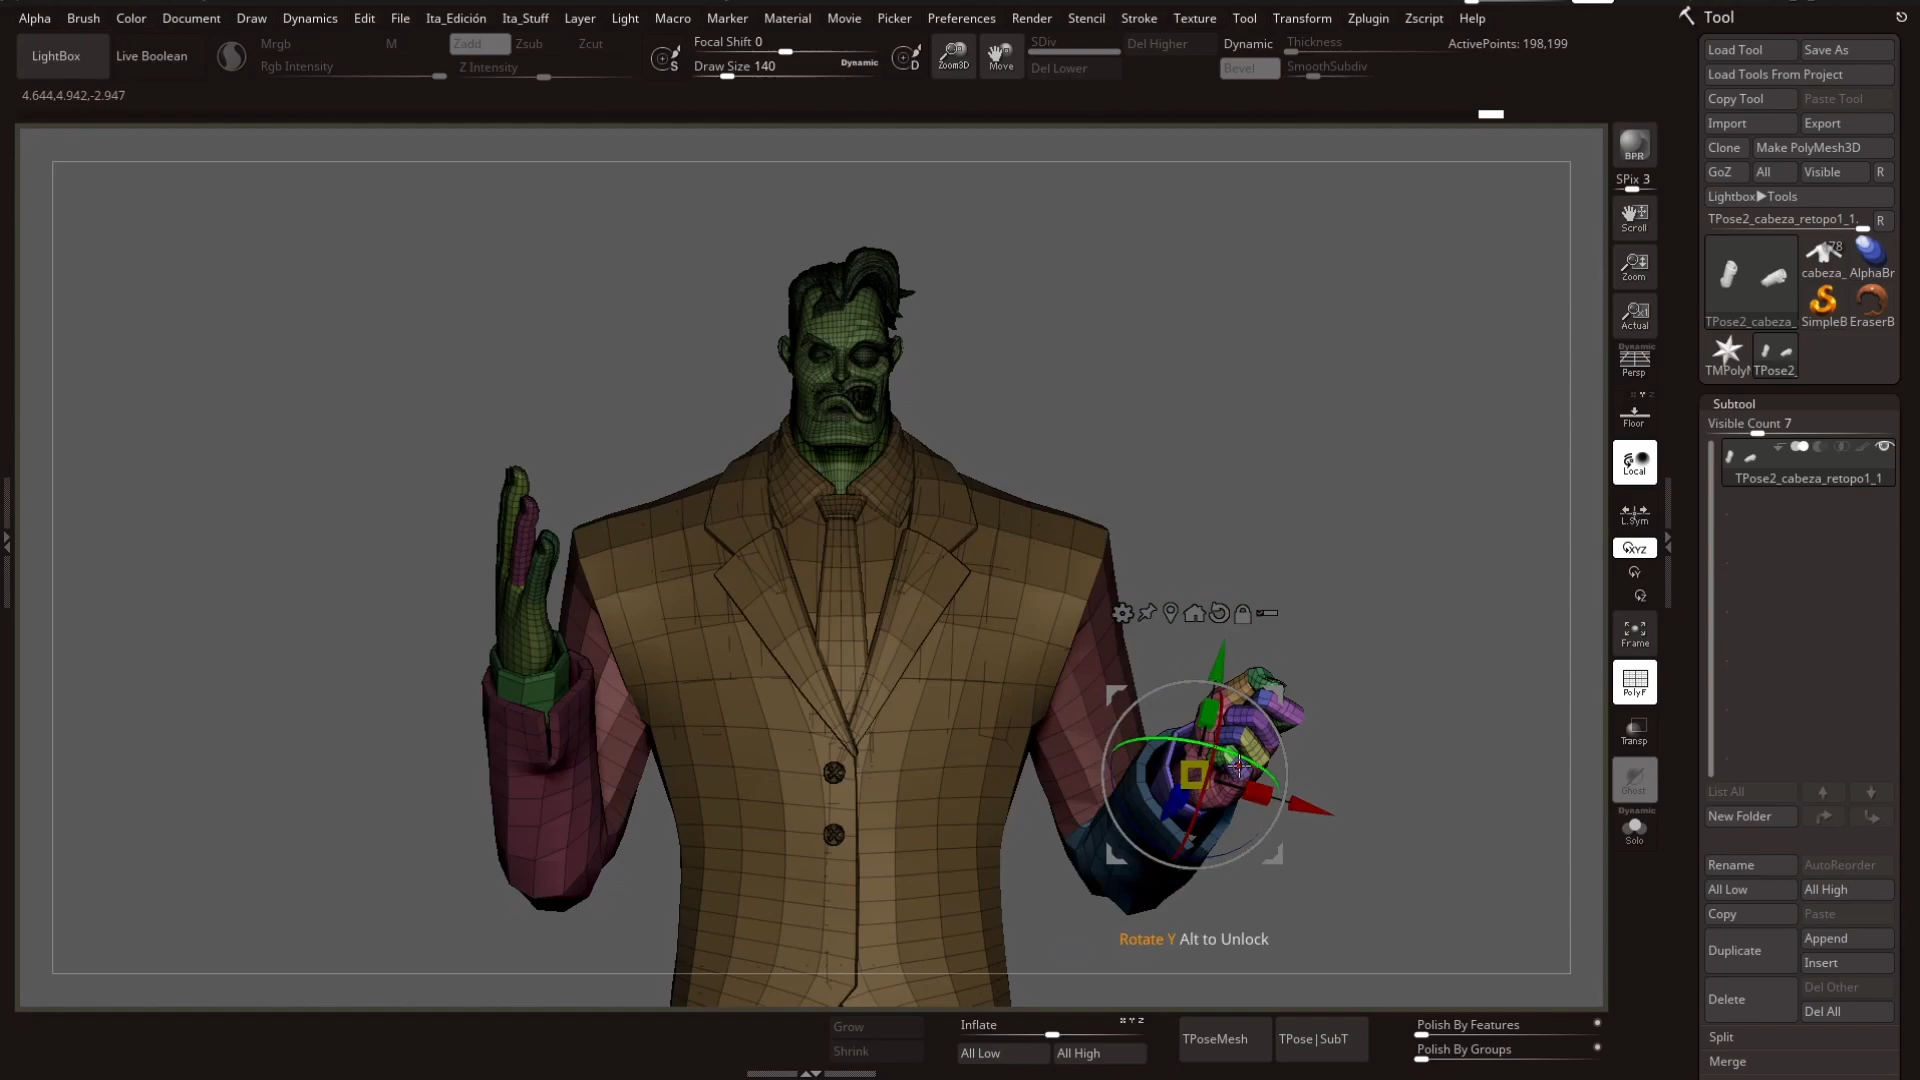 Alpha Brush Color Document Draw Dynamics Edit File Ita_Edición Ita_Stuff Layer Light Macro Marker Material Movie Picker Preferences Render Stencil Stroke Texture Tool Transform Zplugin Zscript Help
Tool
LightBox
Live Boolean
Mrgb
M
Zadd
Zsub
Zcut
Rgb Intensity
Z Intensity
S
Focal Shift 0
Draw Size 140
Dynamic
D
Zoom3D
Move
SDiv
Del Higher
Del Lower
Dynamic
Bevel
Thickness
SmoothSubdiv
ActivePoints: 198,199
4.644,4.942,-2.947
Load Tool
Save As
Load Tools From Project
Copy Tool
Paste Tool
Import
Export
Clone
Make PolyMesh3D
GoZ
All
Visible
R
Lightbox▶Tools
TPose2_cabeza_retopo1_1.
R
178
TPose2_cabeza_
cabeza_
AlphaBr
SimpleB
EraserB
TMPolyM
TPose2_
BPR
SPix 3
Scroll
Zoom
Actual
Dynamic
Persp
Floor
Local
L.Sym
XYZ
Y
Z
Frame
PolyF
Transp
Ghost
Dynamic
Solo
Subtool
Visible Count 7
TPose2_cabeza_retopo1_1
List All
New Folder
Rename
AutoReorder
All Low
All High
Copy
Paste
Duplicate
Append
Insert
Delete
Del Other
Del All
Split
Merge
Rotate Y Alt to Unlock
Grow
Shrink
Inflate
X Y Z
All Low
All High
TPoseMesh
TPose|SubT
Polish By Features
Polish By Groups